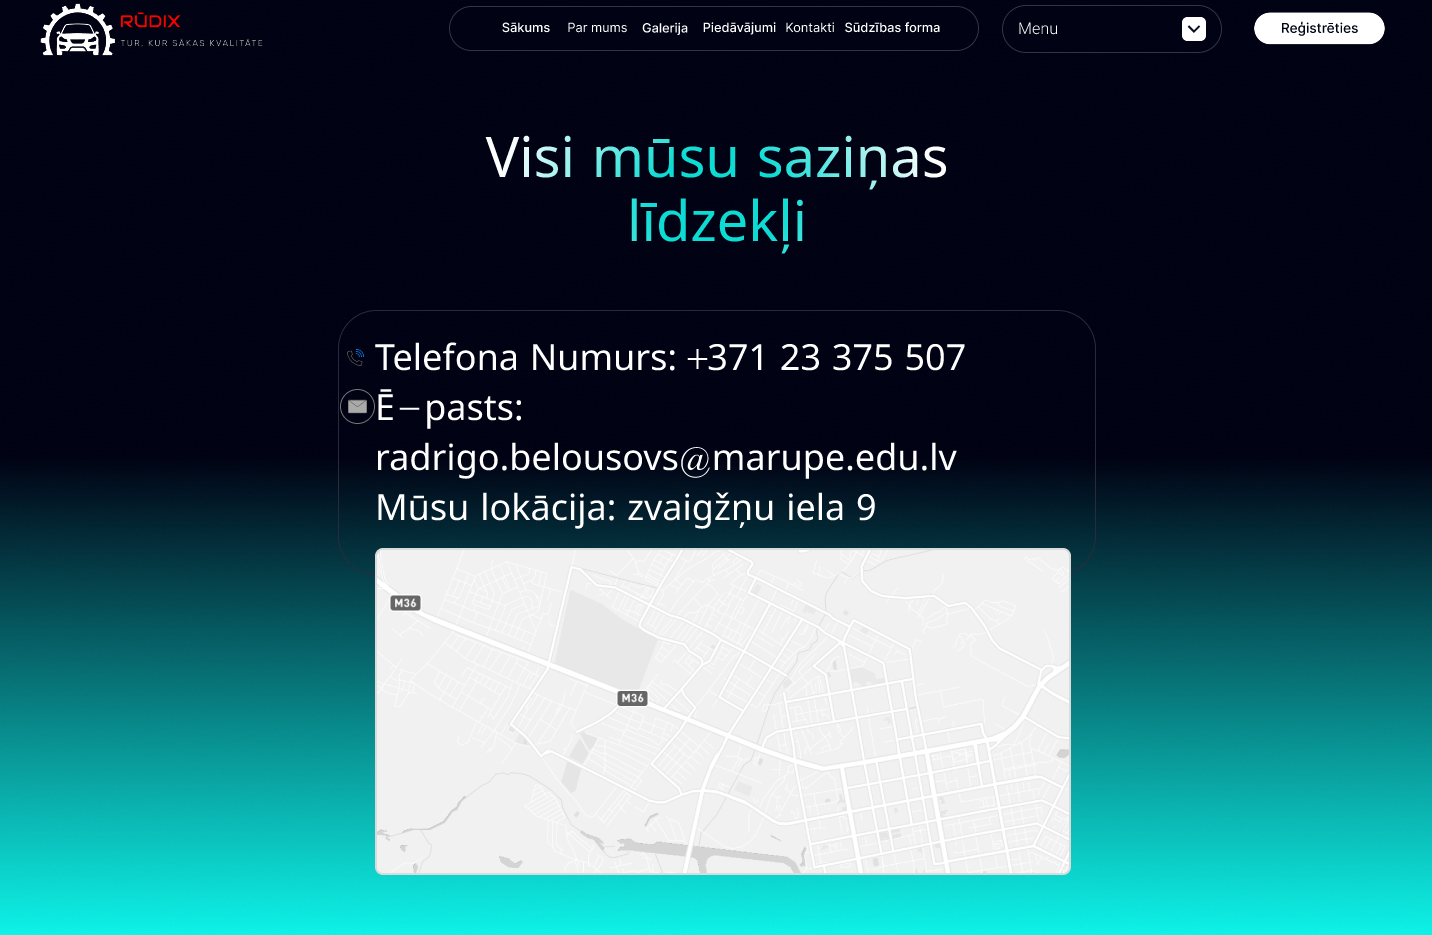 RŪDIX
TUR, KUR SĀKAS KVALITĀTE
Sākums Par mums Galerija Piedāvājumi Kontakti Sūdzības forma
Menu
Reģistrēties
Visi mūsu saziņas
līdzekļi
Telefona Numurs: +371 23 375 507
Ē-pasts:
radrigo.belousovs@marupe.edu.lv
Mūsu lokācija: zvaigžņu iela 9
M36
M36